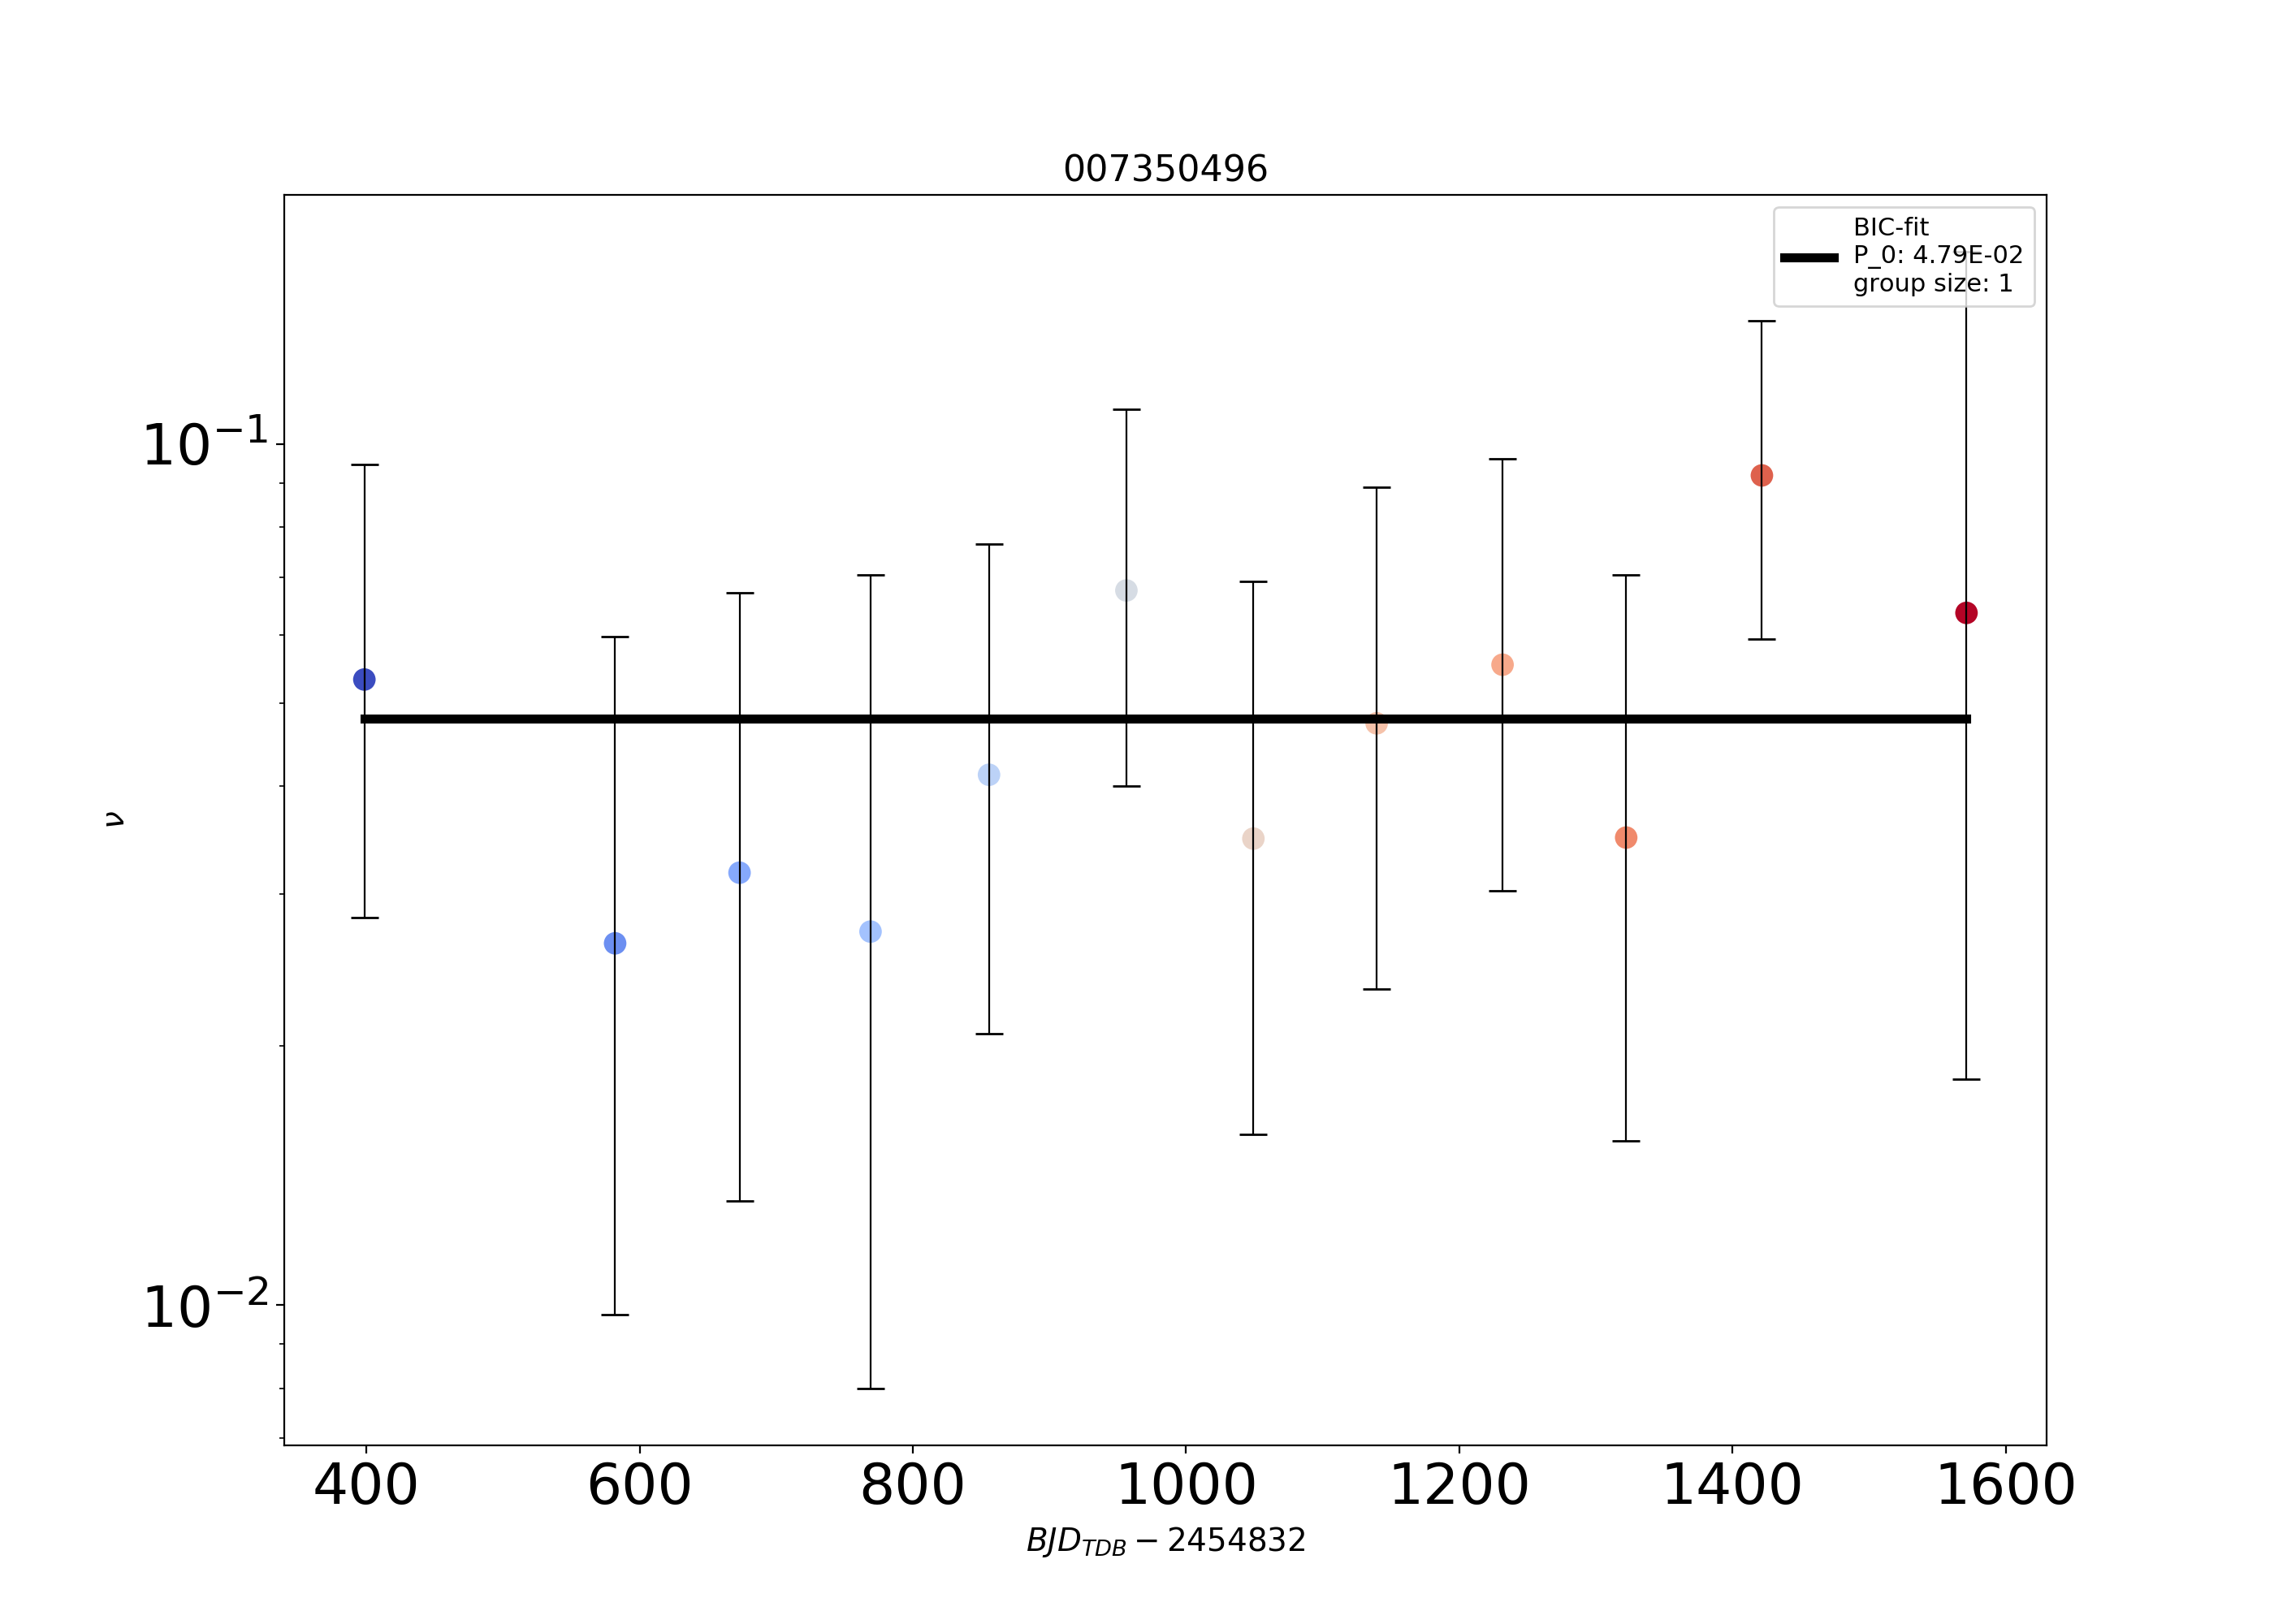 007350496
BIC-fit
P_0: 4.79E-02
group size: 1
10⁻¹
ν
10⁻²
400 600 800 1000 1200 1400 1600
BJD_TDB − 2454832